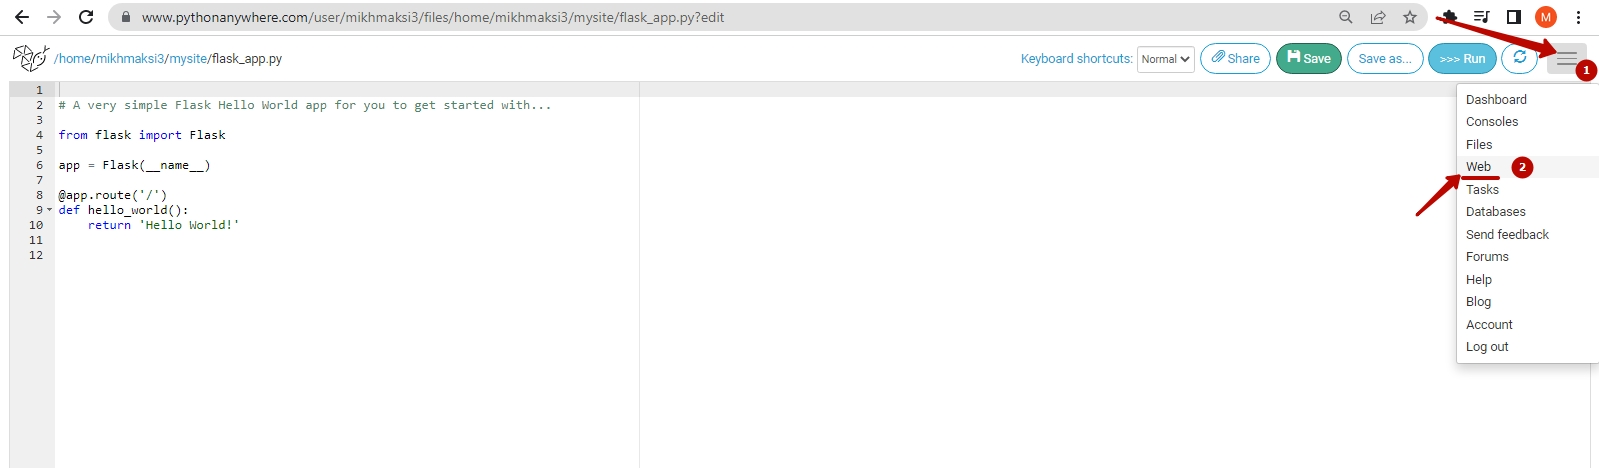 www.pythonanywhere.com/user/mikhmaksi3/files/home/mikhmaksi3/mysite/flask_app.py?edit
M
/home/mikhmaksi3/mysite/flask_app.py
Keyboard shortcuts: Normal Share Save Save as... >>> Run
1
1
2 # A very simple Flask Hello World app for you to get started with...
3
4 from flask import Flask
5
6 app = Flask(__name__)
7
8 @app.route('/')
9 def hello_world():
10     return 'Hello World!'
11
12
Dashboard
Consoles
Files
Web 2
Tasks
Databases
Send feedback
Forums
Help
Blog
Account
Log out